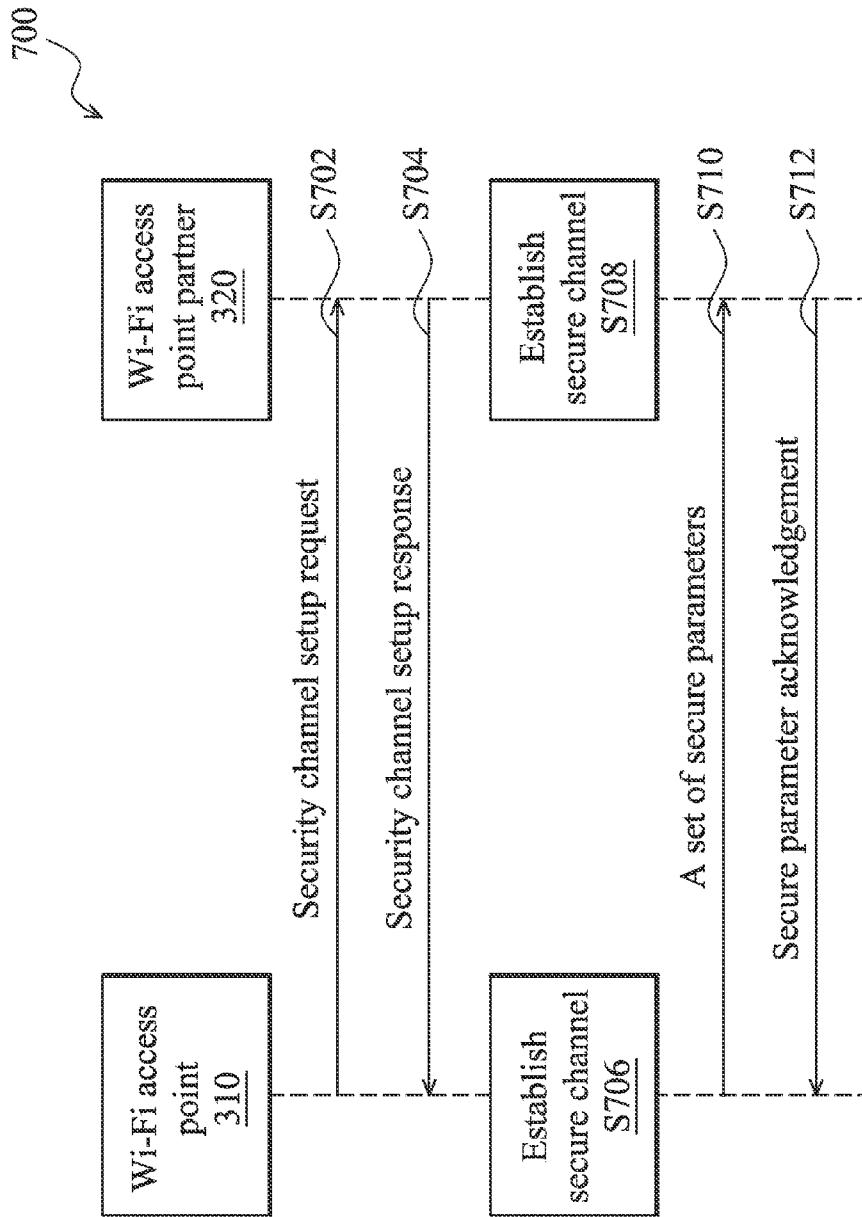 700
Wi-Fi access
point
310
Wi-Fi access
point partner
320
Security channel setup request
S702
Security channel setup response
S704
Establish
secure channel
S706
Establish
secure channel
S708
A set of secure parameters
S710
Secure parameter acknowledgement
S712